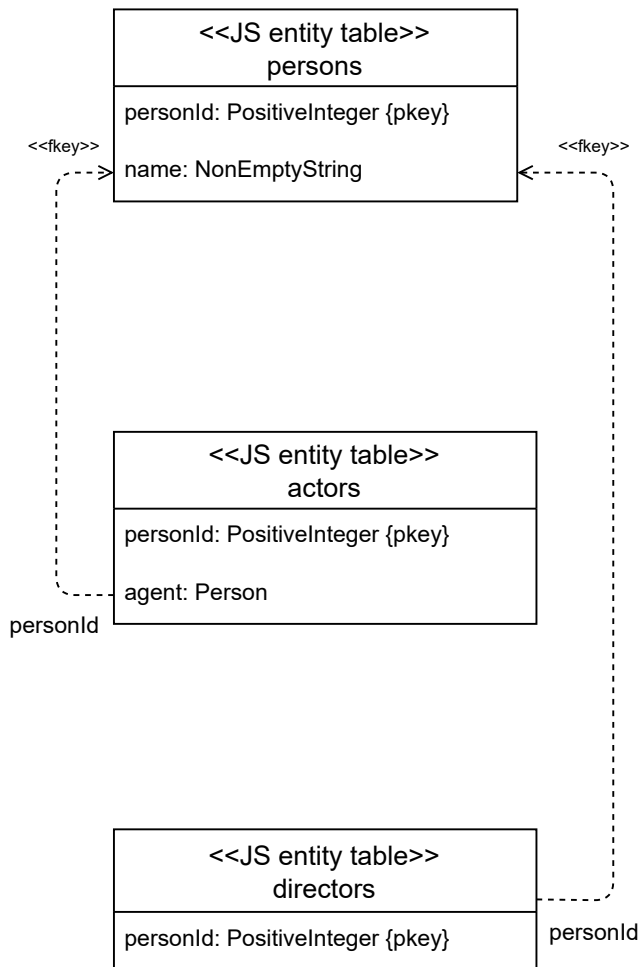 <<JS entity table>>
persons
personId: PositiveInteger {pkey}
<<fkey>>
<<fkey>>
name: NonEmptyString
<<JS entity table>>
actors
personId: PositiveInteger {pkey}
agent: Person
personId
<<JS entity table>>
directors
personId: PositiveInteger {pkey}
personId